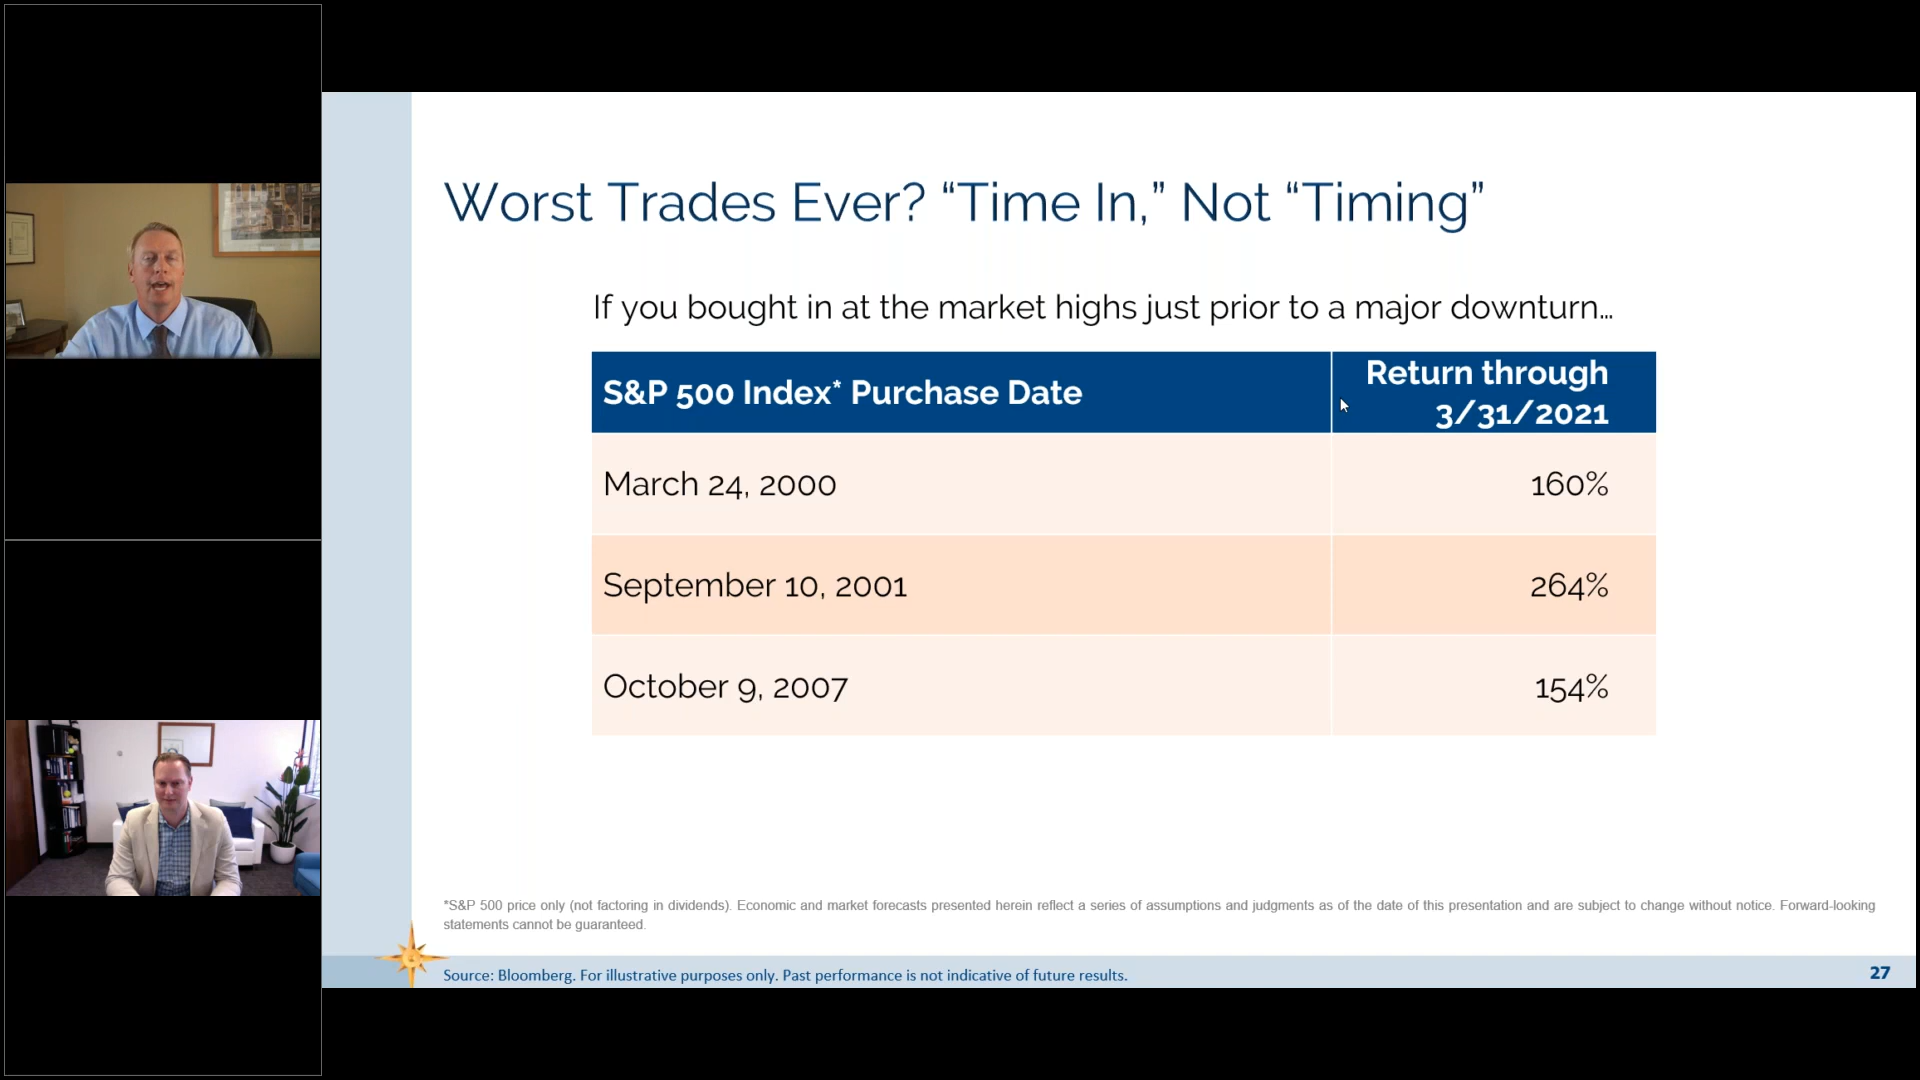 Worst Trades Ever? “Time In,” Not “Timing”
If you bought in at the market highs just prior to a major downturn…
S&P 500 Index* Purchase Date
Return through
3/31/2021
March 24, 2000
160%
September 10, 2001
264%
October 9, 2007
154%
*S&P 500 price only (not factoring in dividends). Economic and market forecasts presented herein reflect a series of assumptions and judgments as of the date of this presentation and are subject to change without notice. Forward-looking
statements cannot be guaranteed.
Source: Bloomberg. For illustrative purposes only. Past performance is not indicative of future results.
27